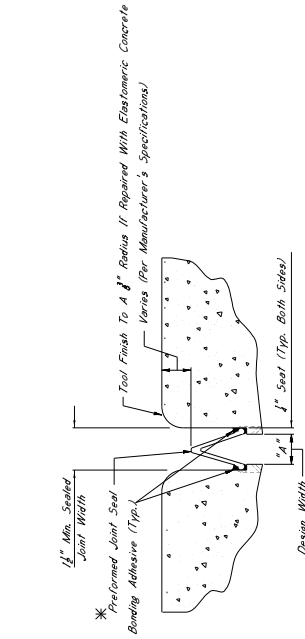 Tool Finish To A ⅜" Radius If Repaired With Elastomeric Concrete
Varies (Per Manufacturer's Specifications)
1½" Min. Sealed
Joint Width
* Preformed Joint Seal
Bonding Adhesive (Typ.)
¼" Seat (Typ. Both Sides)
"A"
Design Width